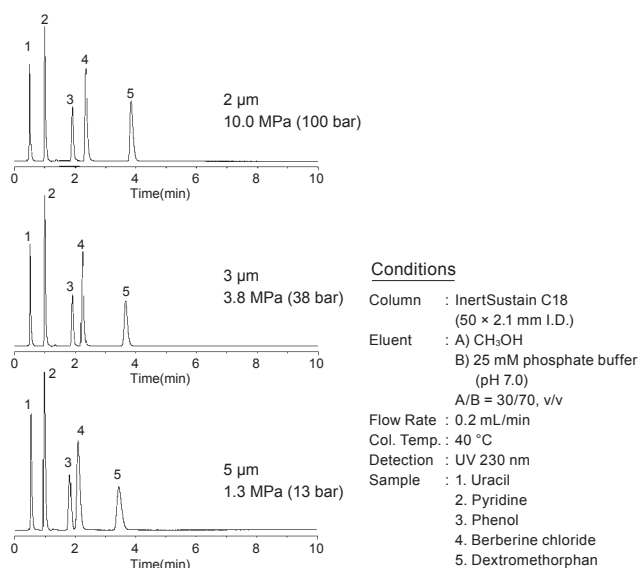 2
1
4
3
5
2 µm
10.0 MPa (100 bar)
0 2 4 6 8 10
Time(min)
2
1
4
3
5
3 µm
3.8 MPa (38 bar)
0 2 4 6 8 10
Time(min)
2
1
4
3
5
5 µm
1.3 MPa (13 bar)
0 2 4 6 8 10
Time(min)
Conditions
Column : InertSustain C18
(50 × 2.1 mm I.D.)
Eluent : A) CH₃OH
B) 25 mM phosphate buffer
(pH 7.0)
A/B = 30/70, v/v
Flow Rate : 0.2 mL/min
Col. Temp. : 40 °C
Detection : UV 230 nm
Sample : 1. Uracil
2. Pyridine
3. Phenol
4. Berberine chloride
5. Dextromethorphan